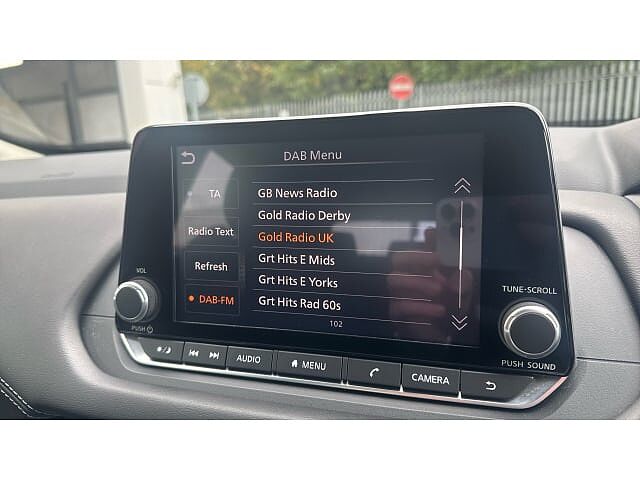 DAB Menu
TA
GB News Radio
Gold Radio Derby
Radio Text
Gold Radio UK
Grt Hits E Mids
Refresh
Grt Hits E Yorks
DAB-FM
Grt Hits Rad 60s
102
VOL
PUSH
TUNE·SCROLL
PUSH SOUND
AUDIO
MENU
CAMERA